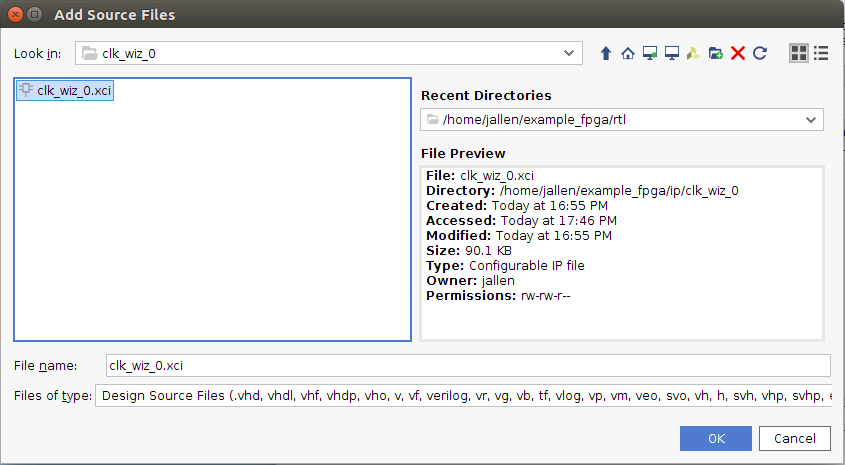 Add Source Files
Look in: clk_wiz_0
clk_wiz_0.xci
Recent Directories
/home/jallen/example_fpga/rtl
File Preview
File: clk_wiz_0.xci
Directory: /home/jallen/example_fpga/ip/clk_wiz_0
Created: Today at 16:55 PM
Accessed: Today at 17:46 PM
Modified: Today at 16:55 PM
Size: 90.1 KB
Type: Configurable IP file
Owner: jallen
Permissions: rw-rw-r--
File name: clk_wiz_0.xci
Files of type: Design Source Files (.vhd, vhdl, vhf, vhdp, vho, v, vf, verilog, vr, vg, vb, tf, vlog, vp, vm, veo, svo, vh, h, svh, vhp, svhp, e
OK Cancel